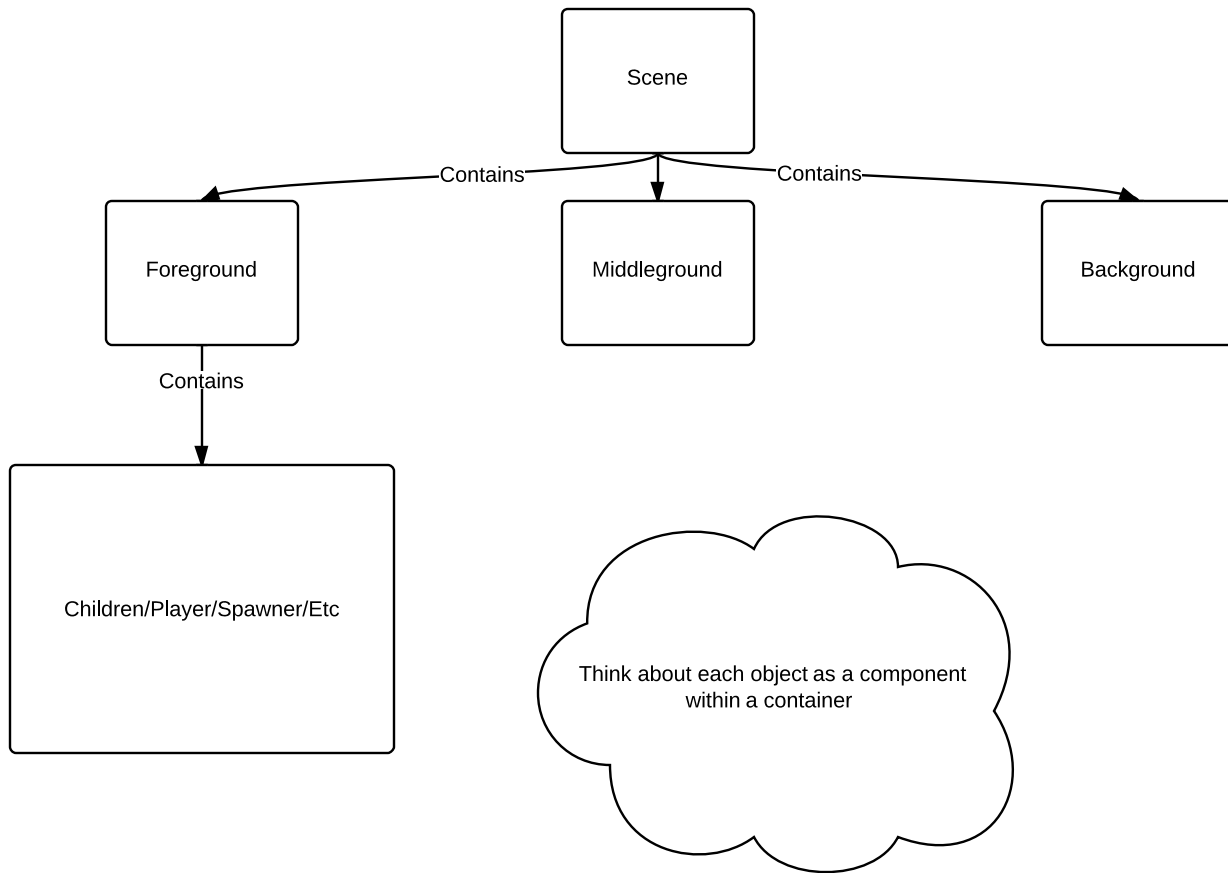 Scene
Contains
Contains
Foreground
Middleground
Background
Contains
Children/Player/Spawner/Etc
Think about each object as a component
within a container